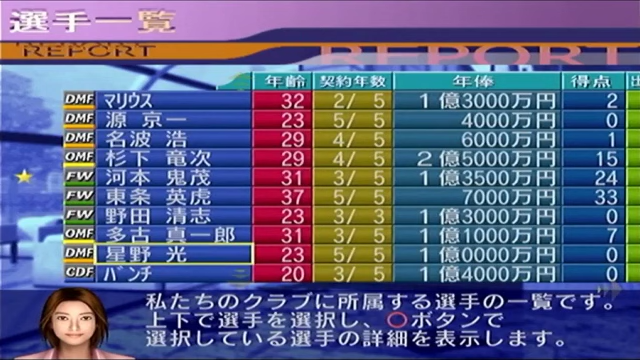 選手一覧
REPORT
REPORT
年齢 契約年数 年俸 得点 出
DMF マリウス 32 2/ 5 1億3000万円 2
DMF 源 京一 23 5/ 5 4000万円 0
DMF 名波 浩 29 4/ 5 6000万円 1
OMF 杉下 竜次 29 4/ 5 2億5000万円 15
FW 河本 鬼茂 31 3/ 5 1億3500万円 24
FW 東条 英虎 37 5/ 5 7000万円 33
FW 野田 清志 23 3/ 3 1億3000万円 0
OMF 多古 真一郎 31 3/ 5 1億1000万円 7
DMF 星野 光 23 5/ 5 1億0000万円 0
CDF バンチ 20 3/ 5 1億4000万円 0
私たちのクラブに所属する選手の一覧です。
上下で選手を選択し、○ボタンで
選択している選手の詳細を表示します。